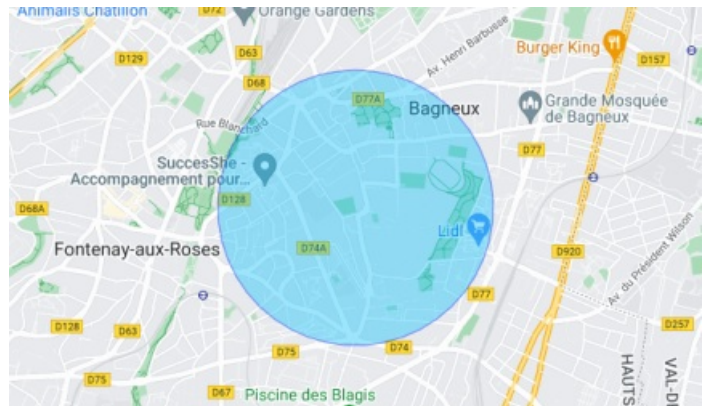 Animalis Chatillon
D72
Orange Gardens
D63
D129
D68
Av. Henri Barbusse
Burger King
D157
D77A
Bagneux
Grande Mosquée
de Bagneux
Rue Blanchard
D77
SuccesShe -
Accompagnement pour...
D128
D68A
Lidl
Fontenay-aux-Roses
D74A
D920
Av. du Président Wilson
D77
D128
D63
D257
D75
D74
D75
D67
Piscine des Blagis
HAUTS
VAL-D